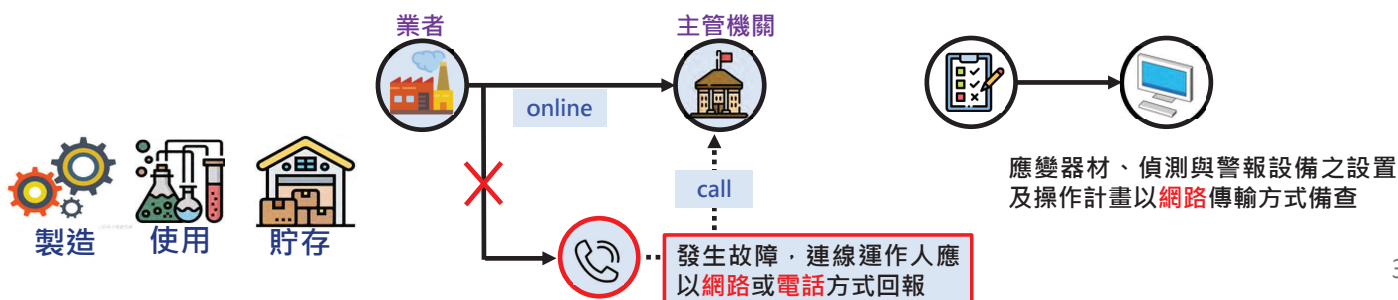 業者
主管機關
online
call
製造
使用
貯存
發生故障，連線運作人應
以網路或電話方式回報
應變器材、偵測與警報設備之設置
及操作計畫以網路傳輸方式備查